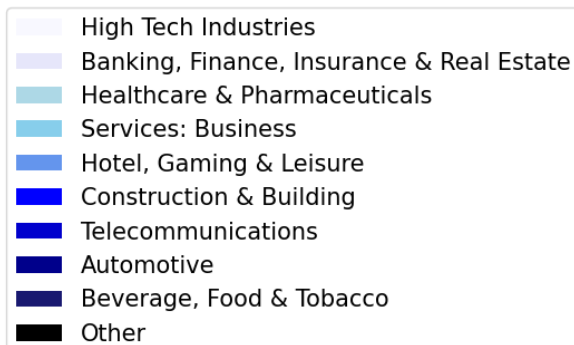 High Tech Industries
Banking, Finance, Insurance & Real Estate
Healthcare & Pharmaceuticals
Services: Business
Hotel, Gaming & Leisure
Construction & Building
Telecommunications
Automotive
Beverage, Food & Tobacco
Other